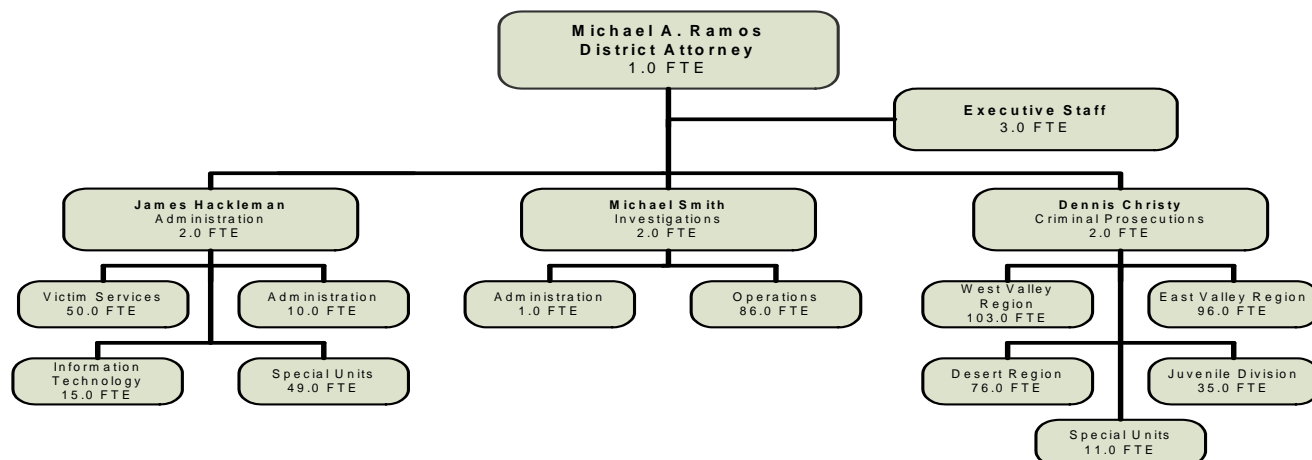 Michael A. Ramos
District Attorney
1.0 FTE
Executive Staff
3.0 FTE
James Hackleman
Administration
2.0 FTE
Michael Smith
Investigations
2.0 FTE
Dennis Christy
Criminal Prosecutions
2.0 FTE
Victim Services
50.0 FTE
Administration
10.0 FTE
Administration
1.0 FTE
Operations
86.0 FTE
West Valley
Region
103.0 FTE
East Valley Region
96.0 FTE
Information
Technology
15.0 FTE
Special Units
49.0 FTE
Desert Region
76.0 FTE
Juvenile Division
35.0 FTE
Special Units
11.0 FTE